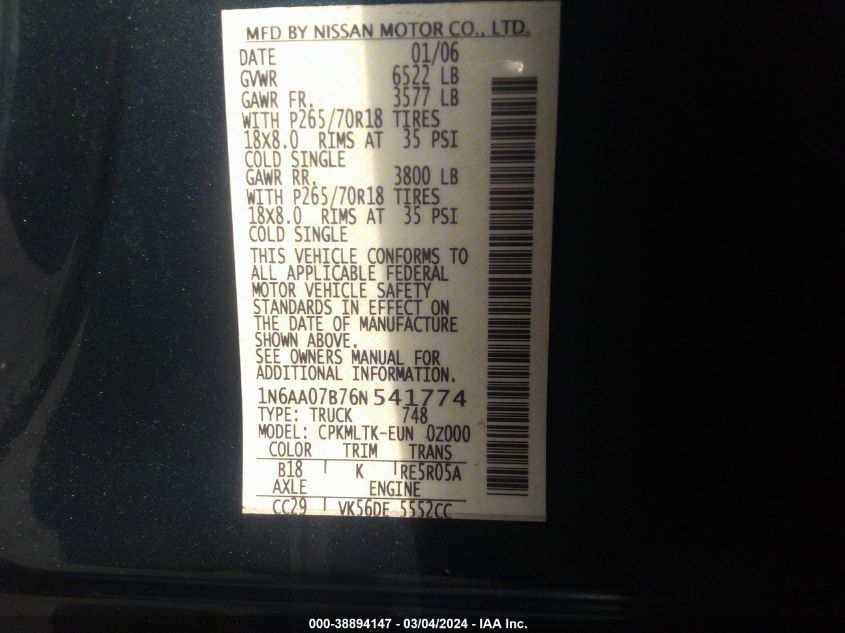 MFD BY NISSAN MOTOR CO., LTD.
DATE 01/06
GVWR 6522 LB
GAWR FR. 3577 LB
WITH P265/70R18 TIRES
18X8.0 RIMS AT 35 PSI
COLD SINGLE
GAWR RR. 3800 LB
WITH P265/70R18 TIRES
18X8.0 RIMS AT 35 PSI
COLD SINGLE
THIS VEHICLE CONFORMS TO
ALL APPLICABLE FEDERAL
MOTOR VEHICLE SAFETY
STANDARDS IN EFFECT ON
THE DATE OF MANUFACTURE
SHOWN ABOVE.
SEE OWNERS MANUAL FOR
ADDITIONAL INFORMATION.
1N6AA07B76N541774
TYPE: TRUCK 748
MODEL: CPKMLTK-EUN 0Z000
COLOR TRIM TRANS
B18 K RE5R05A
AXLE ENGINE
CC29 VK56DE 5552CC
000-38894147 - 03/04/2024 - IAA Inc.